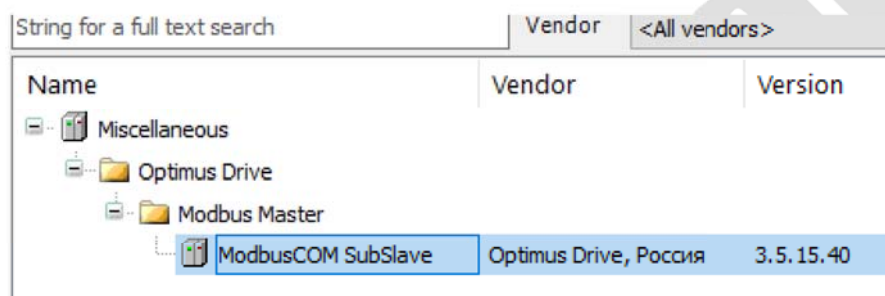 String for a full text search Vendor <All vendors>
Name Vendor Version
Miscellaneous
Optimus Drive
Modbus Master
ModbusCOM SubSlave Optimus Drive, Россия 3.5.15.40